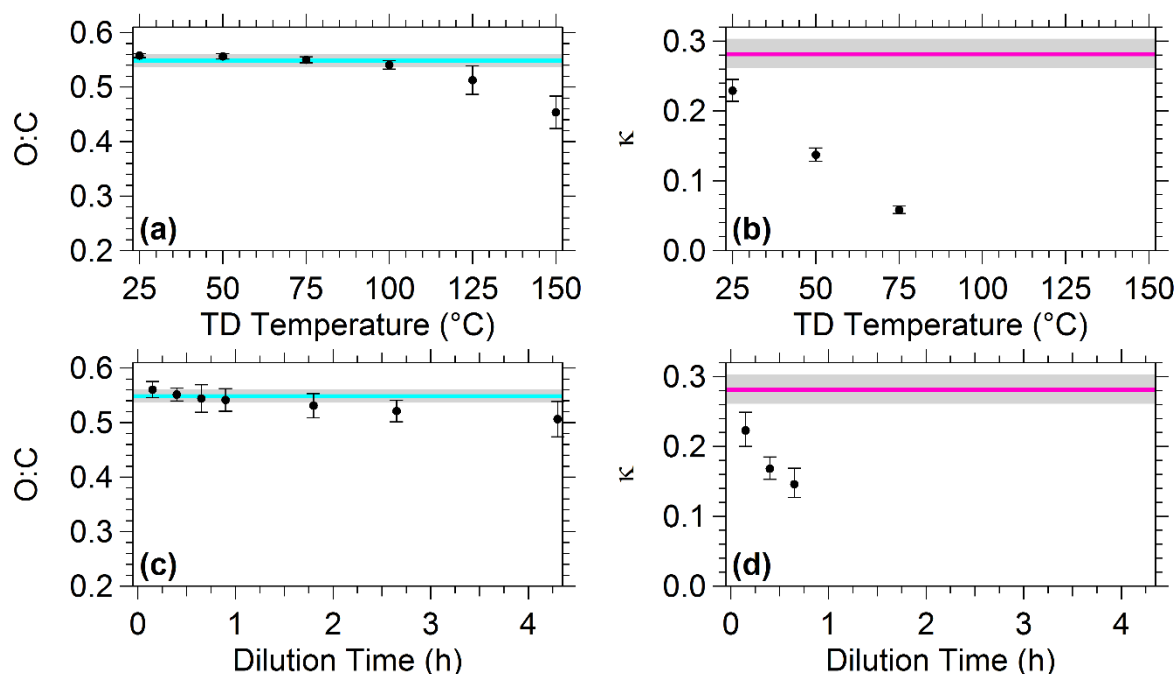 0.6
0.5
0.4
0.3
0.2
O:C
(a)
25 50 75 100 125 150
TD Temperature (°C)
0.3
0.2
0.1
0.0
κ
(b)
25 50 75 100 125 150
TD Temperature (°C)
0.6
0.5
0.4
0.3
0.2
O:C
(c)
0 1 2 3 4
Dilution Time (h)
0.3
0.2
0.1
0.0
κ
(d)
0 1 2 3 4
Dilution Time (h)